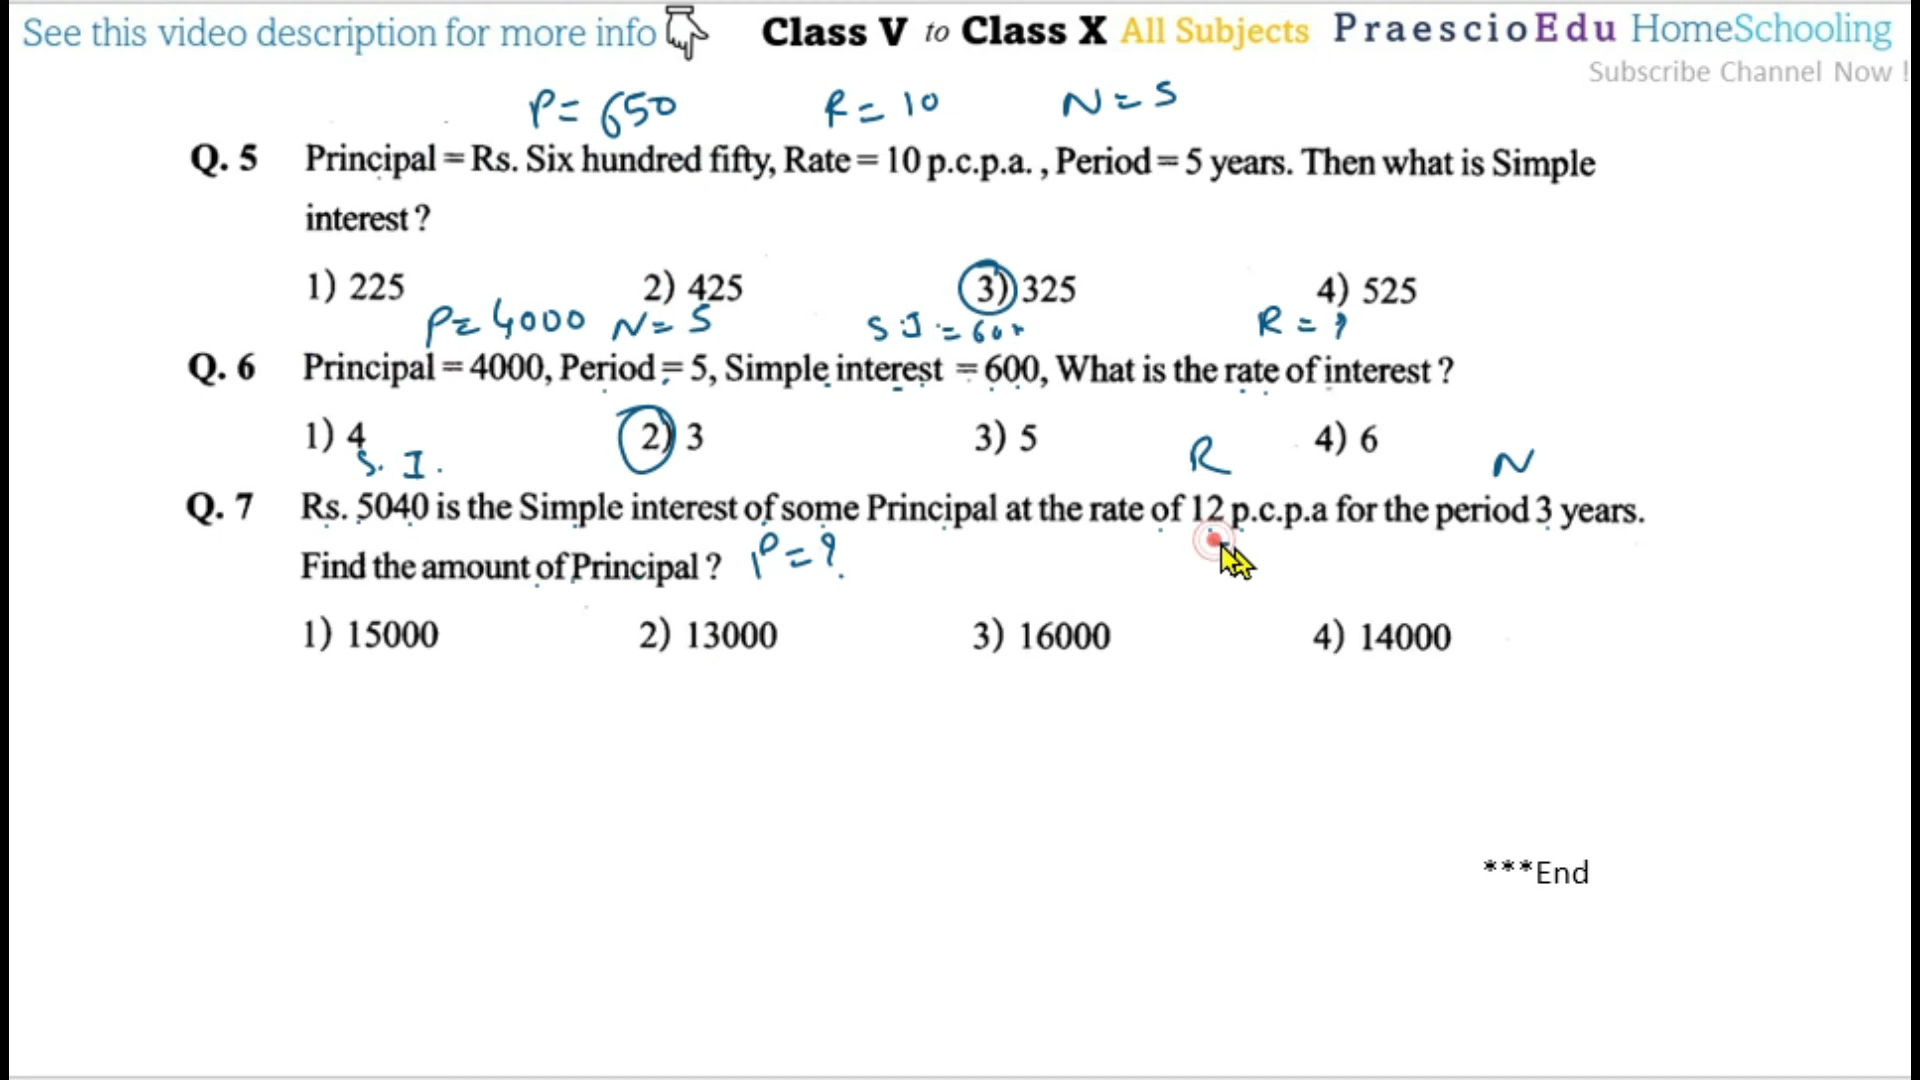 See this video description for more info Class V to Class X All Subjects PraescioEdu HomeSchooling
Subscribe Channel Now !
P = 650 R = 10 N = 5
Q. 5 Principal = Rs. Six hundred fifty, Rate = 10 p.c.p.a. , Period = 5 years. Then what is Simple
interest ?
1) 225 2) 425 3) 325 4) 525
P = 4000 N = 5 S.I = 600 R = ?
Q. 6 Principal = 4000, Period = 5, Simple interest = 600, What is the rate of interest ?
1) 4 2) 3 3) 5 4) 6
S. I. R N
Q. 7 Rs. 5040 is the Simple interest of some Principal at the rate of 12 p.c.p.a for the period 3 years.
Find the amount of Principal ? P = ?
1) 15000 2) 13000 3) 16000 4) 14000
***End